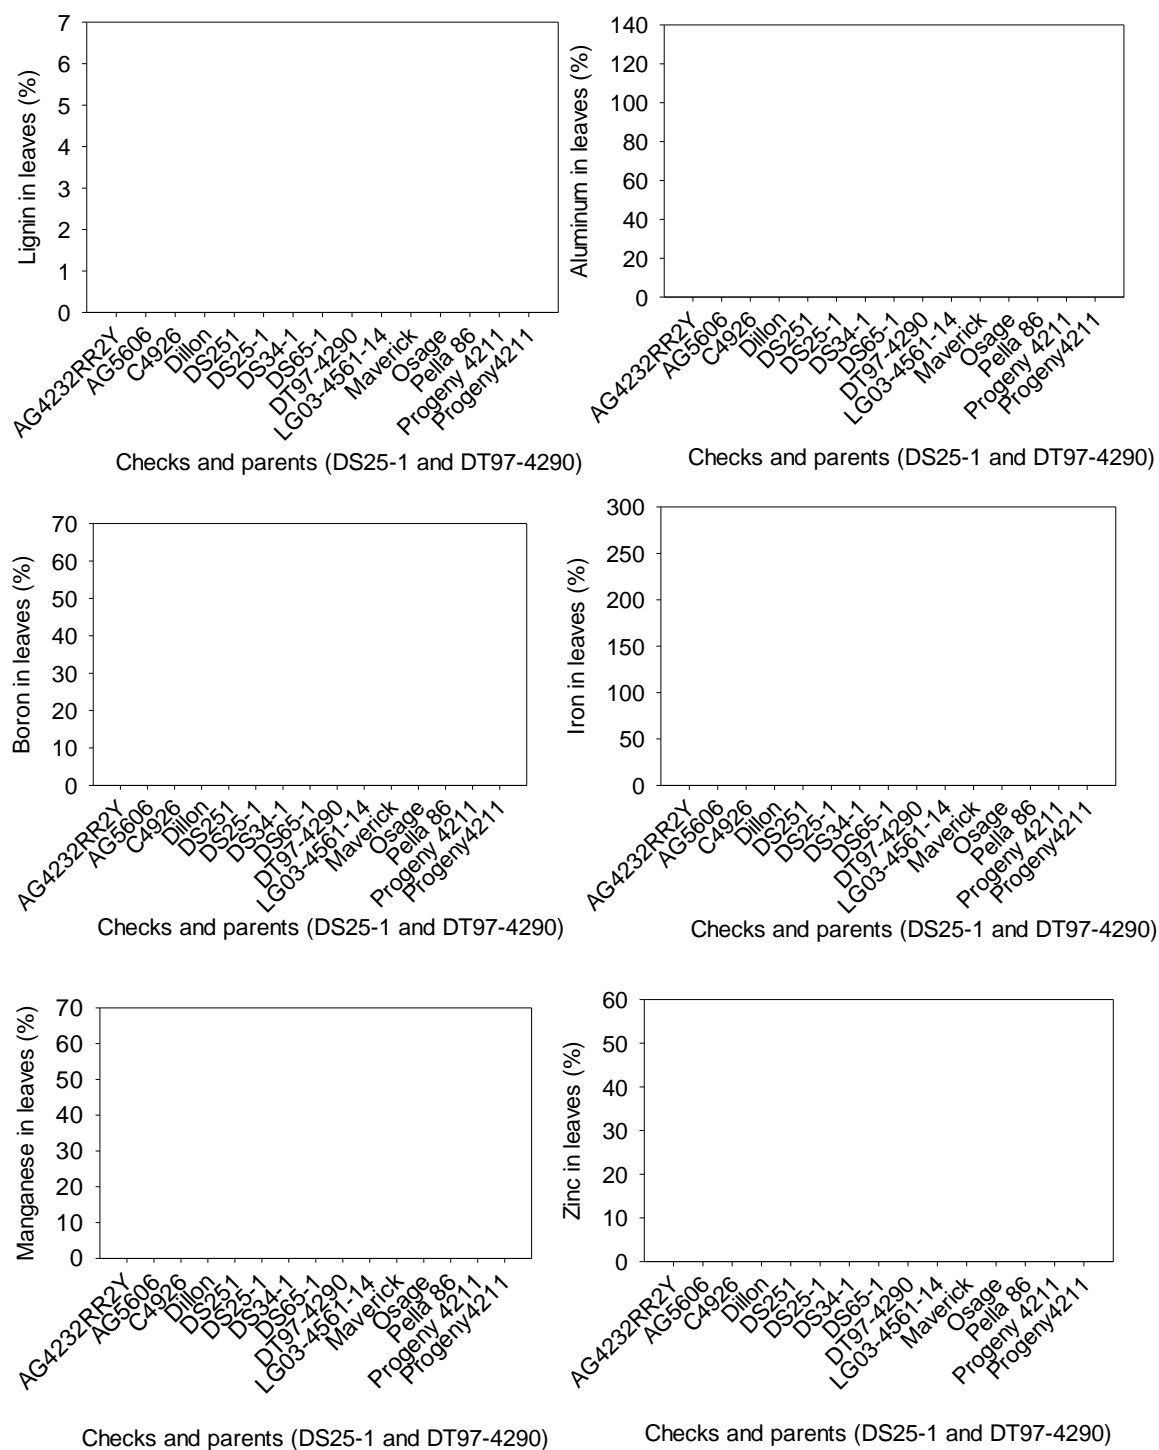 Lignin in leaves (%)
7
6
5
4
3
2
1
0
AG4232RR2Y
AG5606
C4926
Dillon
DS251
DS25-1
DS34-1
DS65-1
DT97-4290
LG03-4561-14
Maverick
Osage
Pella 86
Progeny 4211
Progeny4211
Checks and parents (DS25-1 and DT97-4290)
Aluminum in leaves (%)
140
120
100
80
60
40
20
0
AG4232RR2Y
AG5606
C4926
Dillon
DS251
DS25-1
DS34-1
DS65-1
DT97-4290
LG03-4561-14
Maverick
Osage
Pella 86
Progeny 4211
Progeny4211
Checks and parents (DS25-1 and DT97-4290)
Boron in leaves (%)
70
60
50
40
30
20
10
0
AG4232RR2Y
AG5606
C4926
Dillon
DS251
DS25-1
DS34-1
DS65-1
DT97-4290
LG03-4561-14
Maverick
Osage
Pella 86
Progeny 4211
Progeny4211
Checks and parents (DS25-1 and DT97-4290)
Iron in leaves (%)
300
250
200
150
100
50
0
AG4232RR2Y
AG5606
C4926
Dillon
DS251
DS25-1
DS34-1
DS65-1
DT97-4290
LG03-4561-14
Maverick
Osage
Pella 86
Progeny 4211
Progeny4211
Checks and parents (DS25-1 and DT97-4290)
Manganese in leaves (%)
70
60
50
40
30
20
10
0
AG4232RR2Y
AG5606
C4926
Dillon
DS251
DS25-1
DS34-1
DS65-1
DT97-4290
LG03-4561-14
Maverick
Osage
Pella 86
Progeny 4211
Progeny4211
Checks and parents (DS25-1 and DT97-4290)
Zinc in leaves (%)
60
50
40
30
20
10
0
AG4232RR2Y
AG5606
C4926
Dillon
DS251
DS25-1
DS34-1
DS65-1
DT97-4290
LG03-4561-14
Maverick
Osage
Pella 86
Progeny 4211
Progeny4211
Checks and parents (DS25-1 and DT97-4290)